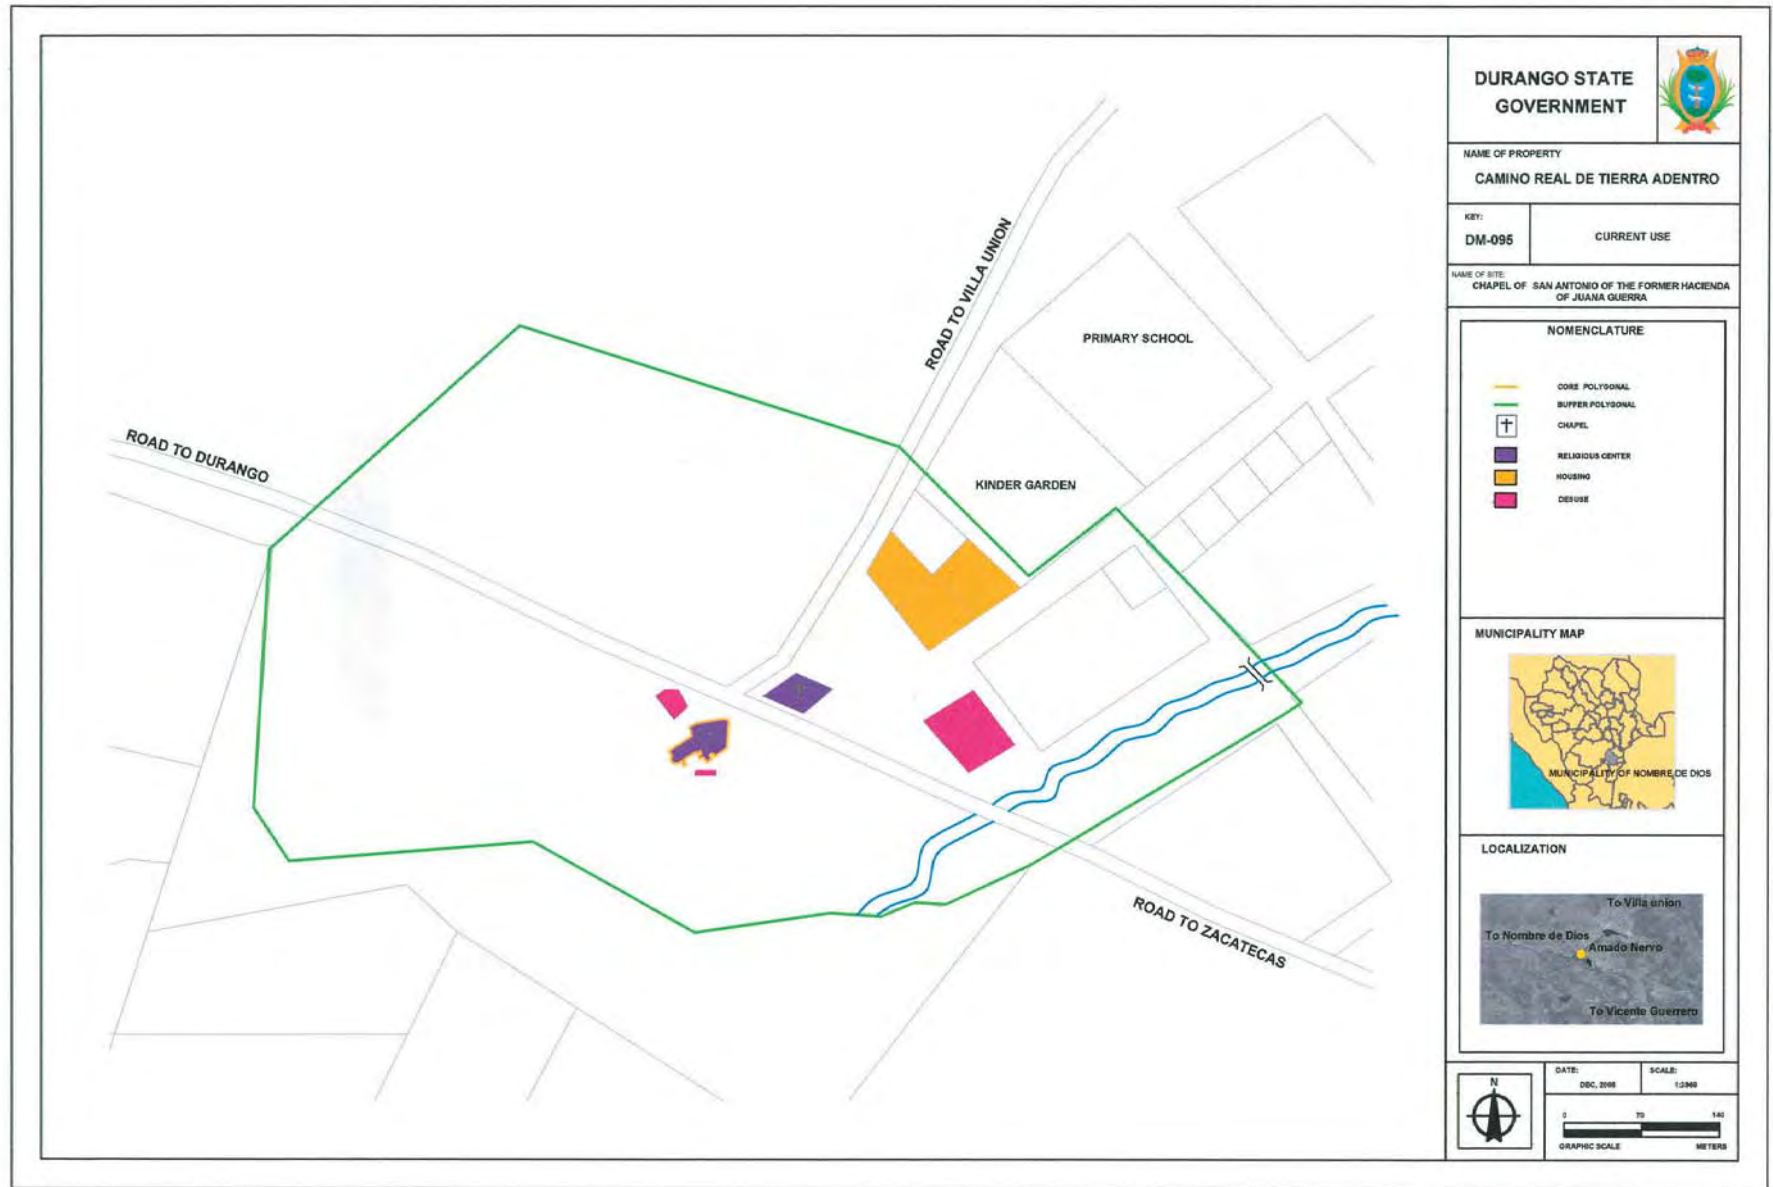 ROAD TO VILLA UNION
PRIMARY SCHOOL
ROAD TO DURANGO
KINDER GARDEN
ROAD TO ZACATECAS
DURANGO STATE
GOVERNMENT
NAME OF PROPERTY
CAMINO REAL DE TIERRA ADENTRO
KEY:
DM-095
CURRENT USE
NAME OF SITE:
CHAPEL OF SAN ANTONIO OF THE FORMER HACIENDA
OF JUANA GUERRA
NOMENCLATURE
CORE POLYGONAL
BUFFER POLYGONAL
CHAPEL
RELIGIOUS CENTER
HOUSING
DESUSE
MUNICIPALITY MAP
MUNICIPALITY OF NOMBRE DE DIOS
LOCALIZATION
To Villa union
To Nombre de Dios
Amado Nervo
To Vicente Guerrero
N
DATE:
DEC,
SCALE:
0 70 140
GRAPHIC SCALE METERS